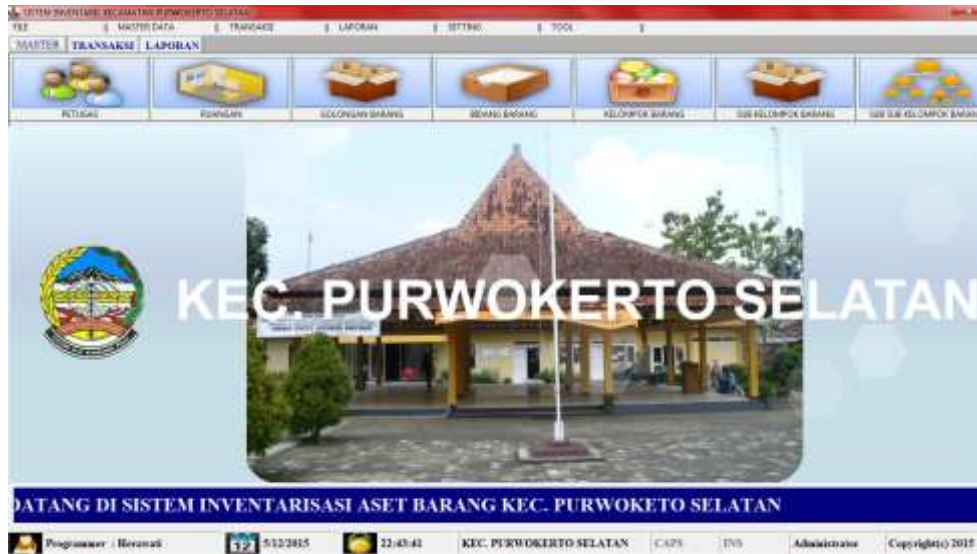 SISTEM INVENTARIS KECAMATAN PURWOKERTO SELATAN
FILE MASTER DATA TRANSAKSI LAPORAN SETTING TOOL
MASTER TRANSAKSI LAPORAN
PETUGAS RUANGAN GOLONGAN BARANG BIDANG BARANG KELOMPOK BARANG SUB KELOMPOK BARANG SUB SUB KELOMPOK BARANG
KEC. PURWOKERTO SELATAN
DATANG DI SISTEM INVENTARISASI ASET BARANG KEC. PURWOKETO SELATAN
Programmer : Herawati 12 5/12/2015 22:43:41 KEC. PURWOKERTO SELATAN CAPS INS Administrator Copyright(c) 2015